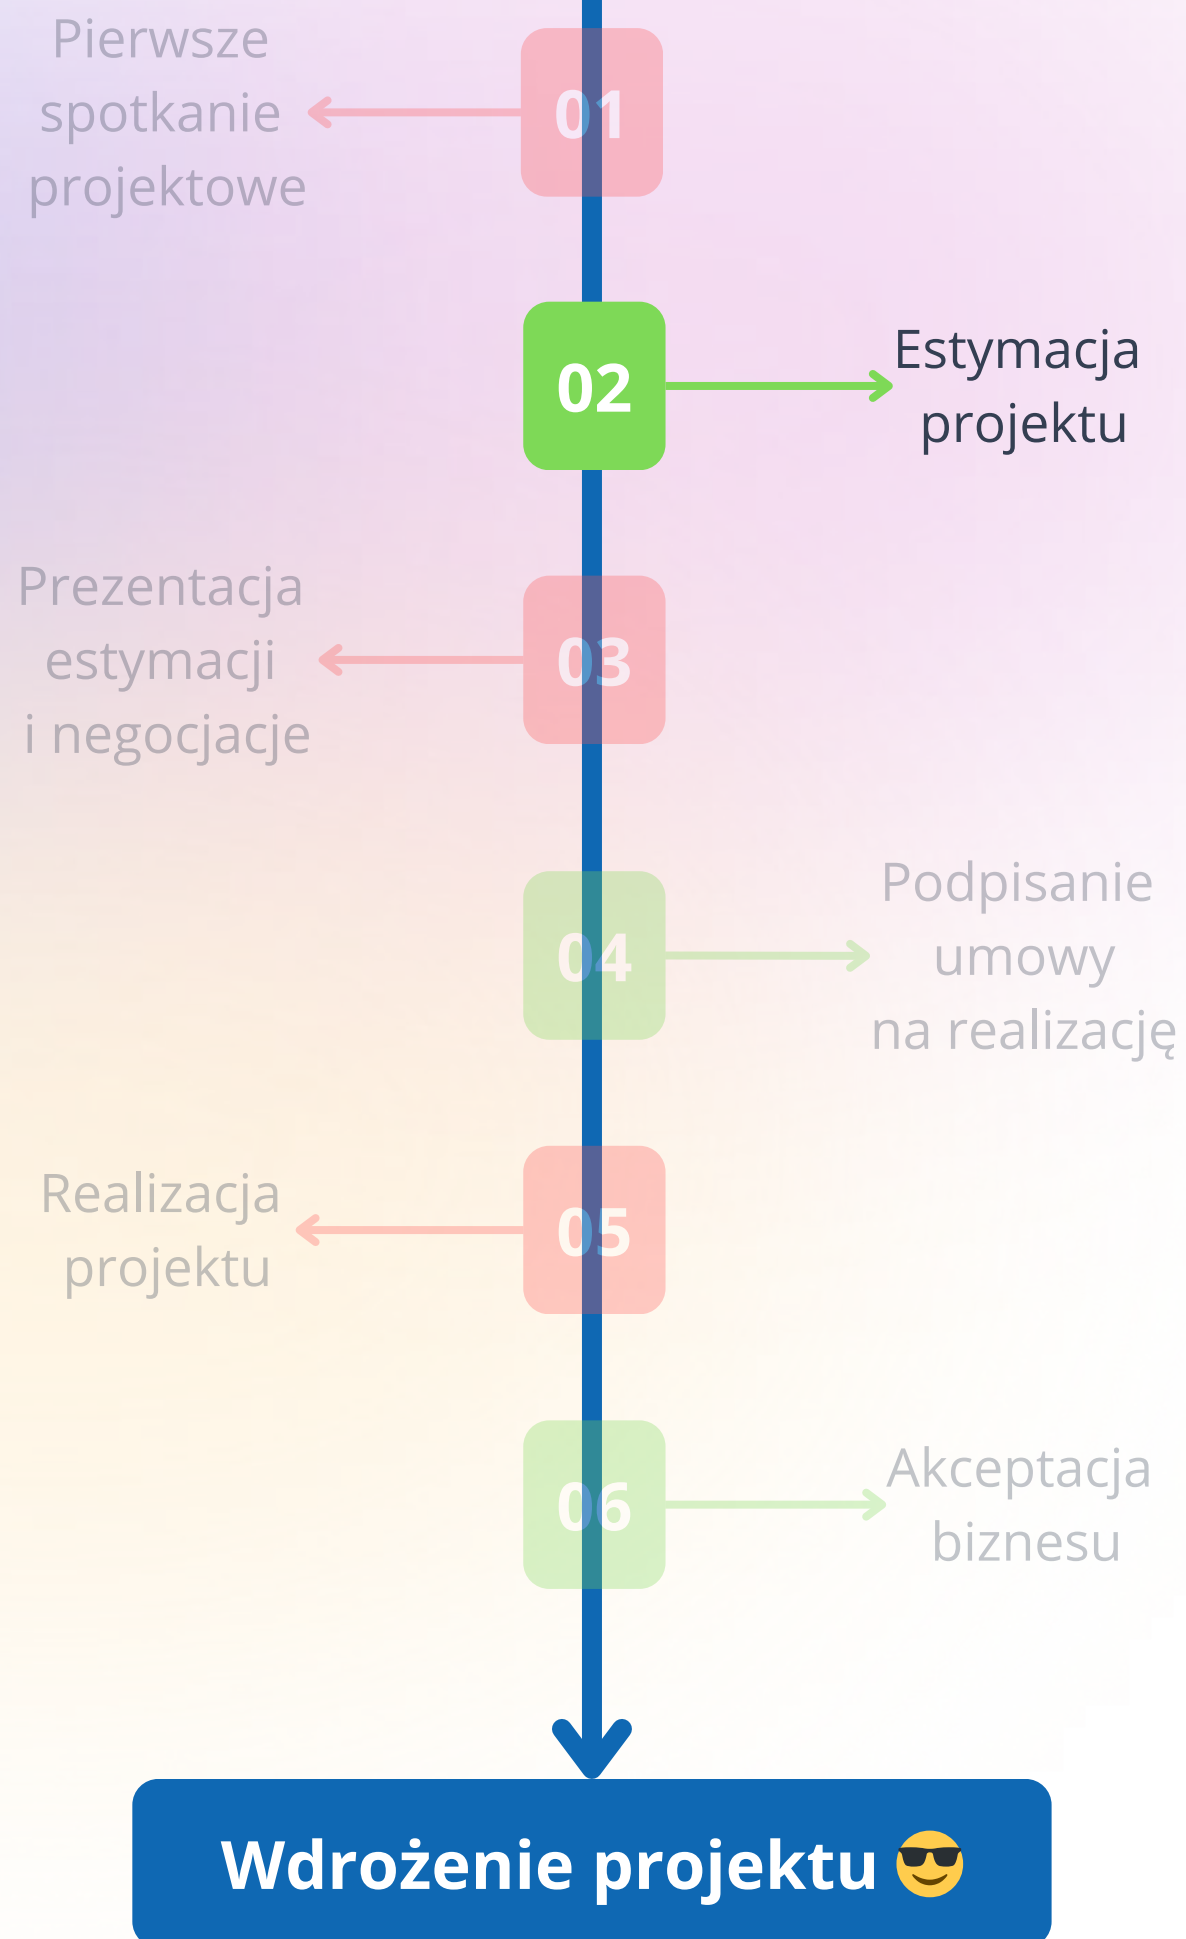 Pierwsze
spotkanie
projektowe
01
02
Estymacja
projektu
Prezentacja
estymacji
i negocjacje
03
04
Podpisanie
umowy
na realizację
Realizacja
projektu
05
06
Akceptacja
biznesu
Wdrożenie projektu 😎